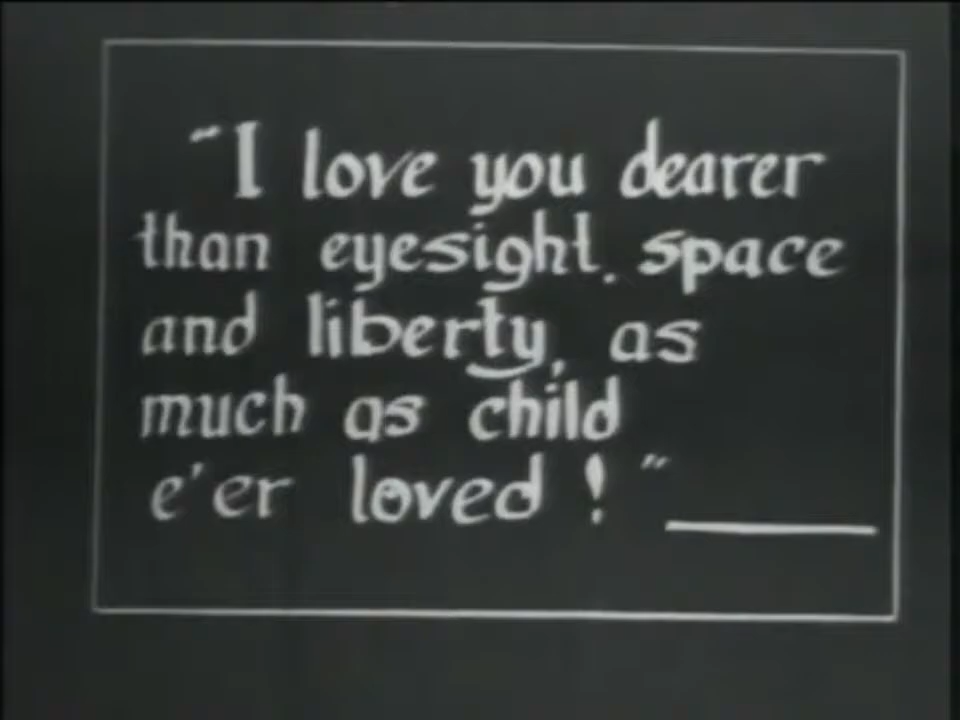 "I love you dearer
than eyesight. space
and liberty, as
much as child
e'er loved!"